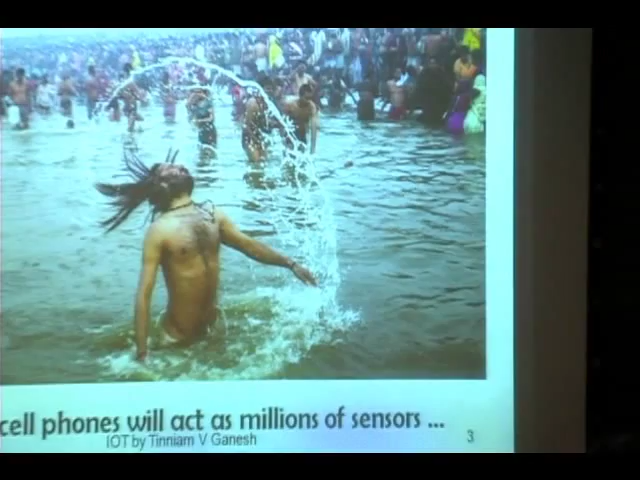 cell phones will act as millions of sensors ...
IOT by Tinniam V Ganesh
3